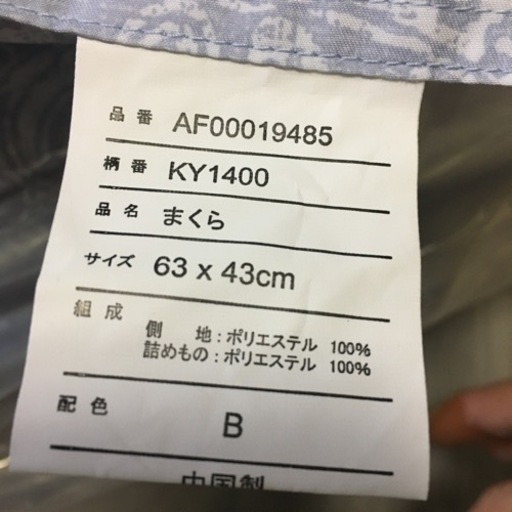 品番 AF00019485
柄番 KY1400
品名 まくら
サイズ 63 x 43cm
組成
側 地：ポリエステル 100%
詰めもの：ポリエステル 100%
配色 B
中国製